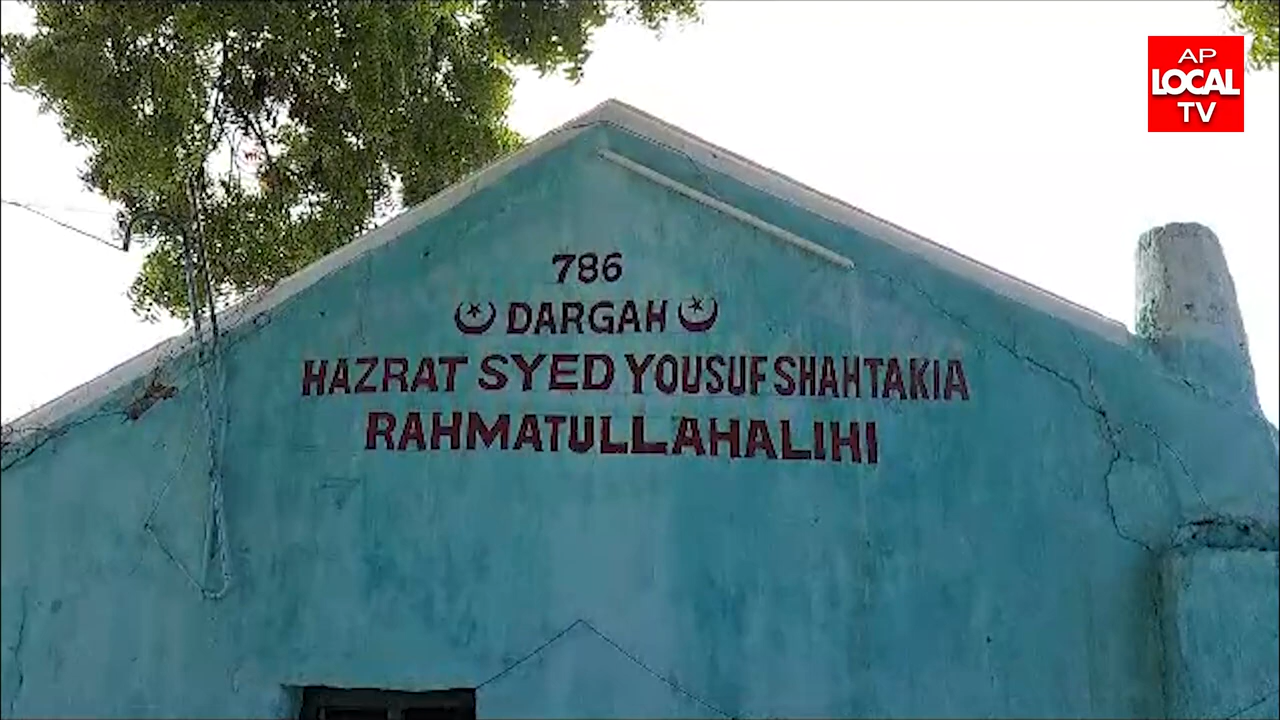 AP
LOCAL
TV
786
DARGAH
HAZRAT SYED YOUSUF SHAHTAKIA
RAHMATULLAHALIHI